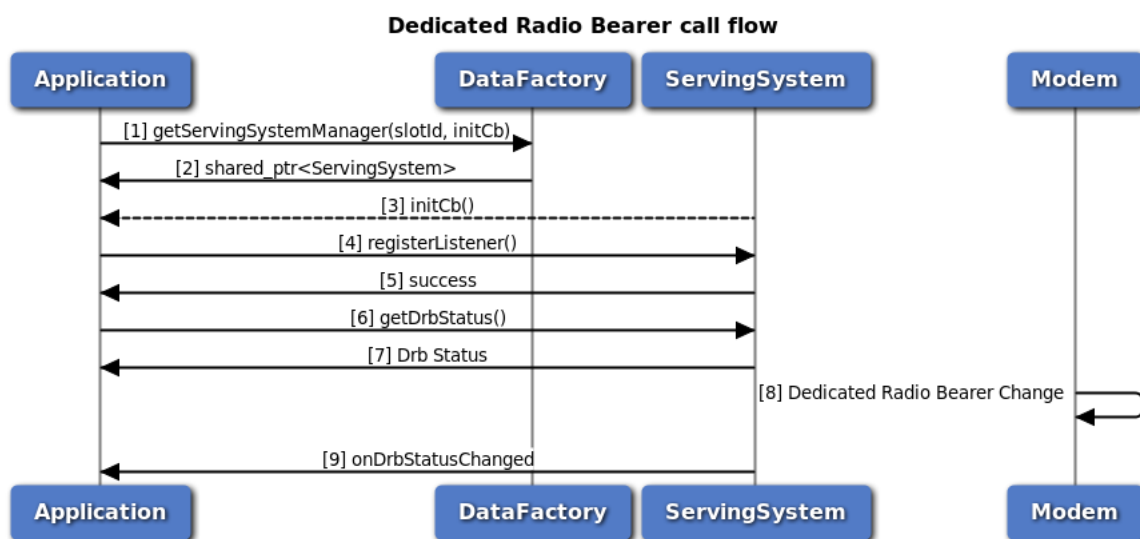 Dedicated Radio Bearer call flow
Application DataFactory ServingSystem Modem
[1] getServingSystemManager(slotId, initCb)
[2] shared_ptr<ServingSystem>
[3] initCb()
[4] registerListener()
[5] success
[6] getDrbStatus()
[7] Drb Status
[8] Dedicated Radio Bearer Change
[9] onDrbStatusChanged
Application DataFactory ServingSystem Modem